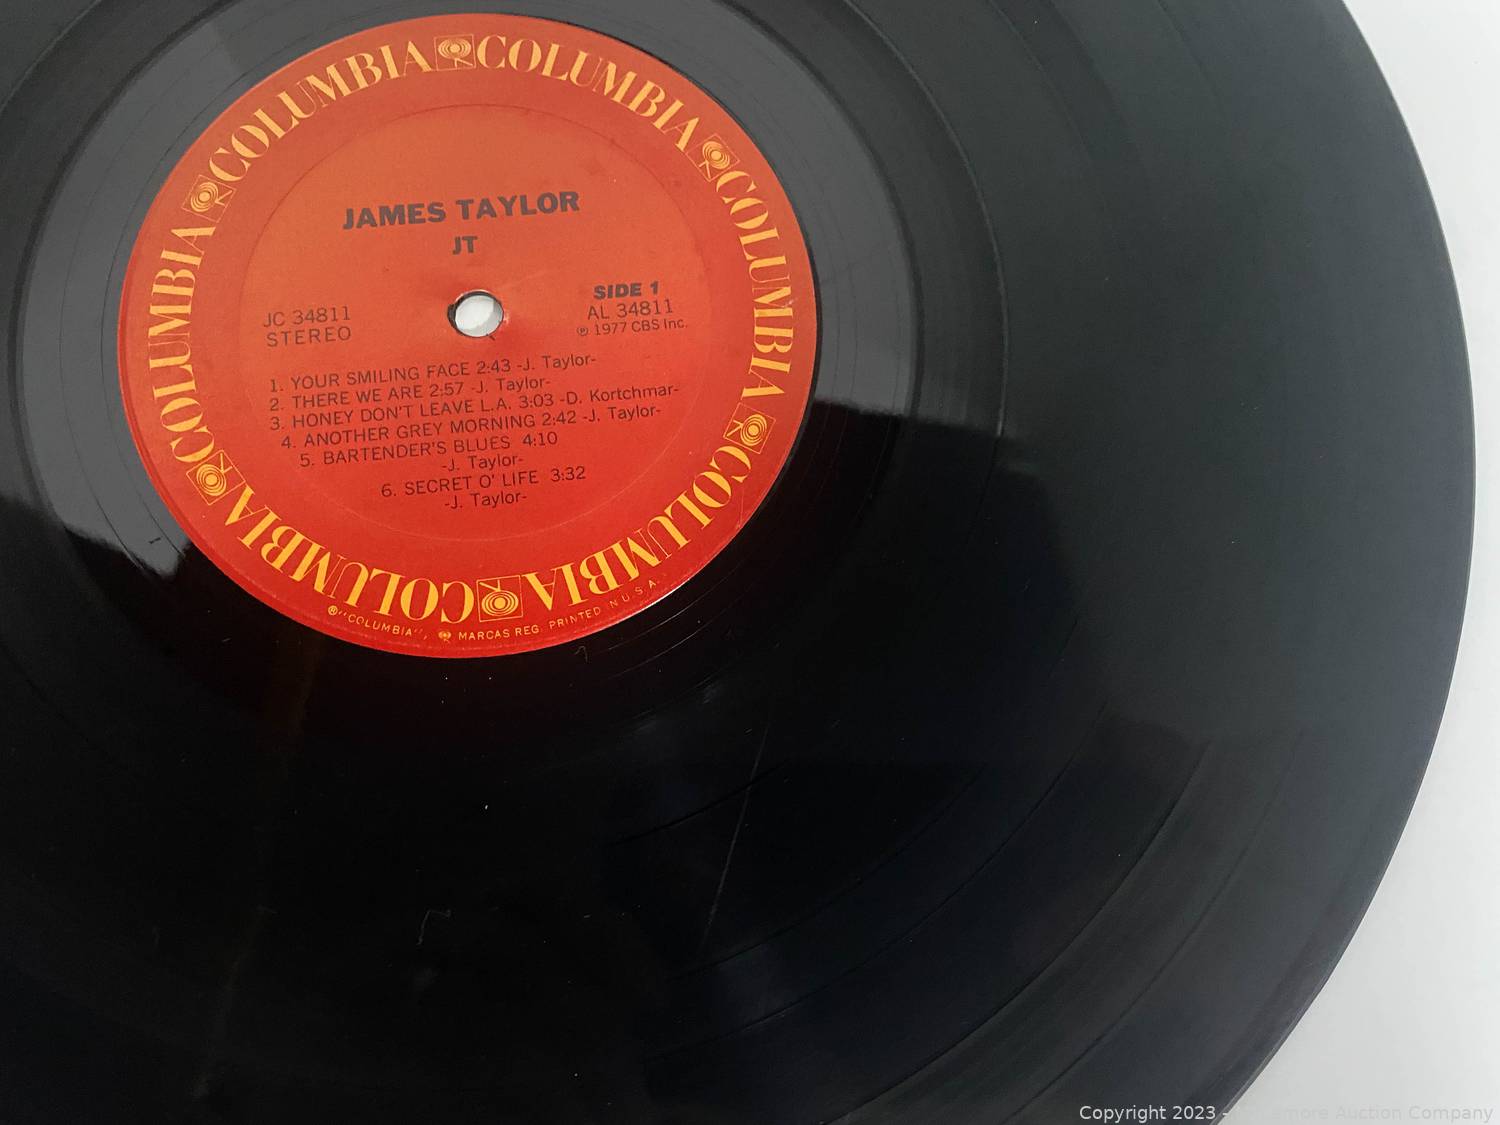 COLUMBIA COLUMBIA COLUMBIA COLUMBIA COLUMBIA COLUMBIA
JAMES TAYLOR
JT
JC 34811
STEREO
SIDE 1
AL 34811
℗ 1977 CBS Inc.
1. YOUR SMILING FACE 2:43 -J. Taylor-
2. THERE WE ARE 2:57 -J. Taylor-
3. HONEY DON'T LEAVE L.A. 3:03 -D. Kortchmar-
4. ANOTHER GREY MORNING 2:42 -J. Taylor-
5. BARTENDER'S BLUES 4:10
-J. Taylor-
6. SECRET O' LIFE 3:32
-J. Taylor-
®"COLUMBIA", MARCAS REG. PRINTED IN U.S.A.
Copyright 2023 - Auction Company